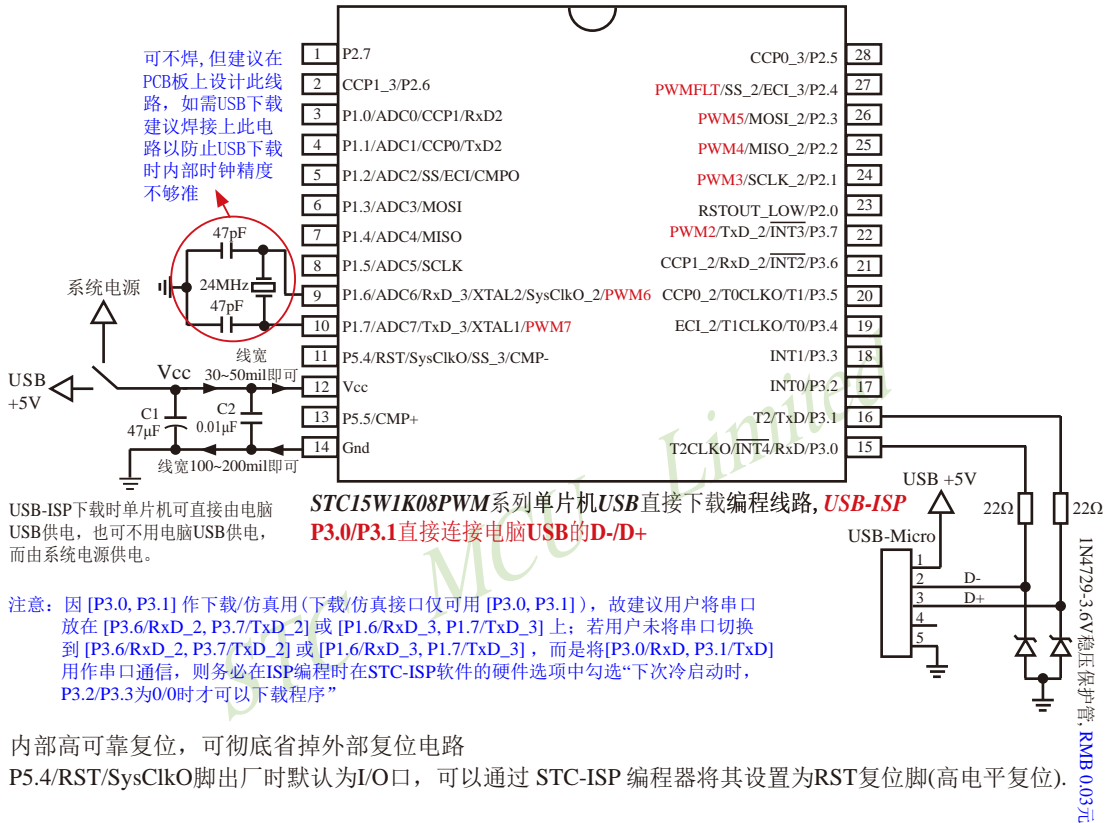 可不焊,但建议在
PCB板上设计此线
路，如需USB下载
建议焊接上此电
路以防止USB下载
时内部时钟精度
不够准
47pF
24MHz
47pF
系统电源
USB
+5V
Vcc
线宽
30~50mil即可
C1
47μF
C2
0.01μF
线宽100~200mil即可
USB-ISP下载时单片机可直接由电脑
USB供电，也可不用电脑USB供电，
而由系统电源供电。
1 P2.7
2 CCP1_3/P2.6
3 P1.0/ADC0/CCP1/RxD2
4 P1.1/ADC1/CCP0/TxD2
5 P1.2/ADC2/SS/ECI/CMPO
6 P1.3/ADC3/MOSI
7 P1.4/ADC4/MISO
8 P1.5/ADC5/SCLK
9 P1.6/ADC6/RxD_3/XTAL2/SysClkO_2/PWM6
10 P1.7/ADC7/TxD_3/XTAL1/PWM7
11 P5.4/RST/SysClkO/SS_3/CMP-
12 Vcc
13 P5.5/CMP+
14 Gnd
CCP0_3/P2.5 28
PWMFLT/SS_2/ECI_3/P2.4 27
PWM5/MOSI_2/P2.3 26
PWM4/MISO_2/P2.2 25
PWM3/SCLK_2/P2.1 24
RSTOUT_LOW/P2.0 23
PWM2/TxD_2/INT3/P3.7 22
CCP1_2/RxD_2/INT2/P3.6 21
CCP0_2/T0CLKO/T1/P3.5 20
ECI_2/T1CLKO/T0/P3.4 19
INT1/P3.3 18
INT0/P3.2 17
T2/TxD/P3.1 16
T2CLKO/INT4/RxD/P3.0 15
STC15W1K08PWM系列单片机USB直接下载编程线路, USB-ISP
P3.0/P3.1直接连接电脑USB的D-/D+
USB +5V
USB-Micro
1
2
3
4
5
D-
D+
22Ω
22Ω
1N4729-3.6V稳压保护管, RMB 0.03元
STC MCU Limited
注意：因 [P3.0, P3.1] 作下载/仿真用(下载/仿真接口仅可用 [P3.0, P3.1] )，故建议用户将串口
放在 [P3.6/RxD_2, P3.7/TxD_2] 或 [P1.6/RxD_3, P1.7/TxD_3] 上；若用户未将串口切换
到 [P3.6/RxD_2, P3.7/TxD_2] 或 [P1.6/RxD_3, P1.7/TxD_3] ，而是将[P3.0/RxD, P3.1/TxD]
用作串口通信，则务必在ISP编程时在STC-ISP软件的硬件选项中勾选“下次冷启动时，
P3.2/P3.3为0/0时才可以下载程序”
内部高可靠复位，可彻底省掉外部复位电路
P5.4/RST/SysClkO脚出厂时默认为I/O口，可以通过 STC-ISP 编程器将其设置为RST复位脚(高电平复位).